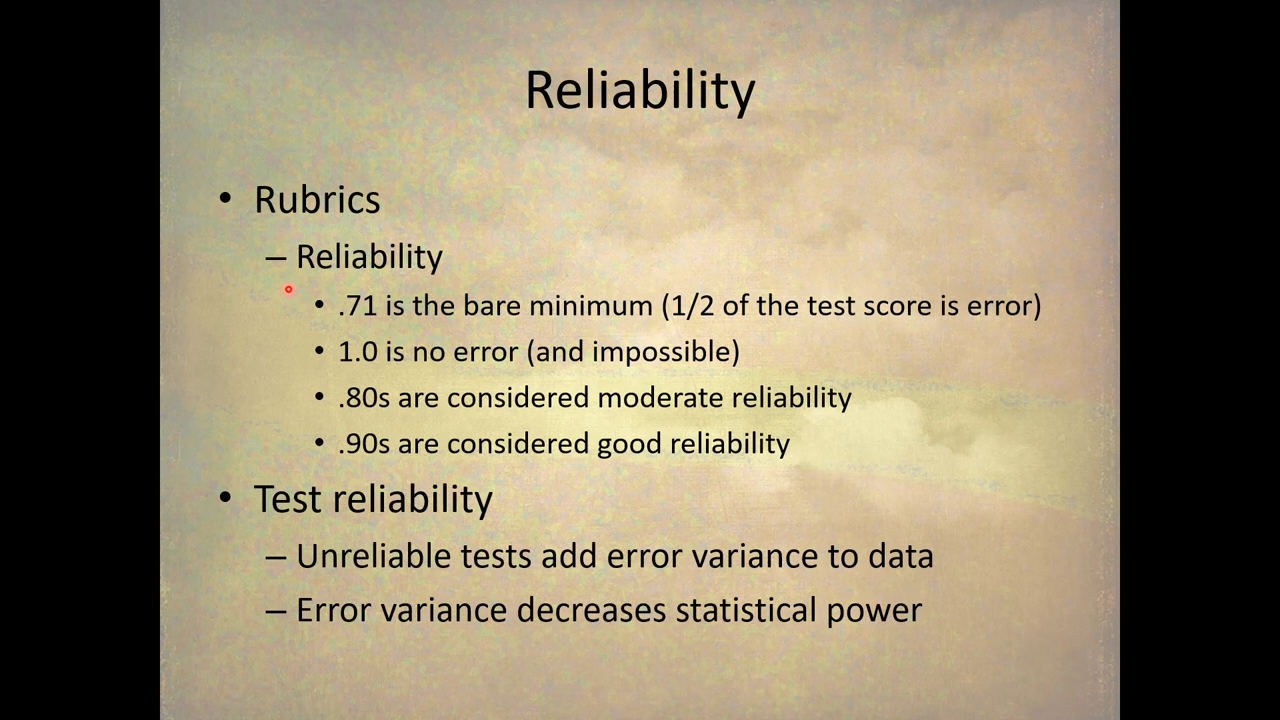 Reliability
• Rubrics
– Reliability
• .71 is the bare minimum (1/2 of the test score is error)
• 1.0 is no error (and impossible)
• .80s are considered moderate reliability
• .90s are considered good reliability
• Test reliability
– Unreliable tests add error variance to data
– Error variance decreases statistical power